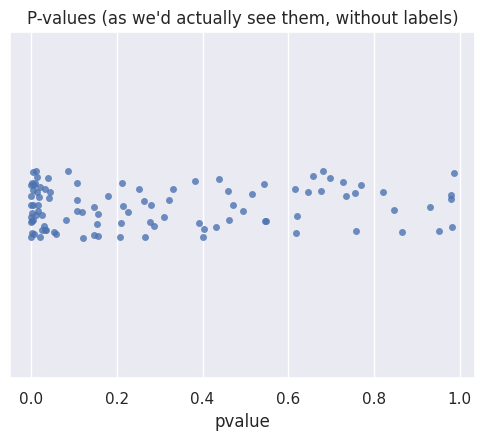 P-values (as we'd actually see them, without labels)
0.0 0.2 0.4 0.6 0.8 1.0
pvalue